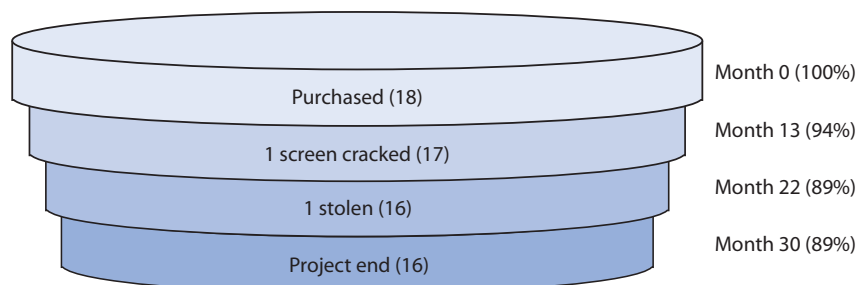 Purchased (18)
Month 0 (100%)
1 screen cracked (17)
Month 13 (94%)
1 stolen (16)
Month 22 (89%)
Project end (16)
Month 30 (89%)